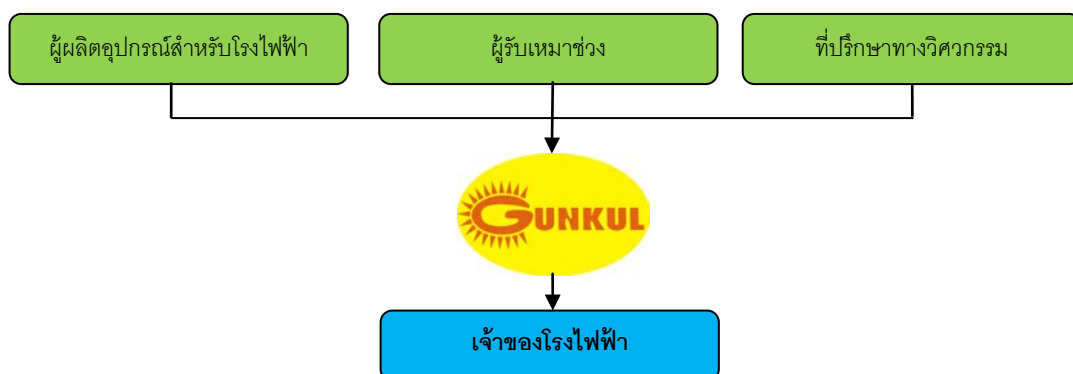 ผู้ผลิตอุปกรณ์สำหรับโรงไฟฟ้า
ผู้รับเหมาช่วง
ที่ปรึกษาทางวิศวกรรม
GUNKUL
เจ้าของโรงไฟฟ้า